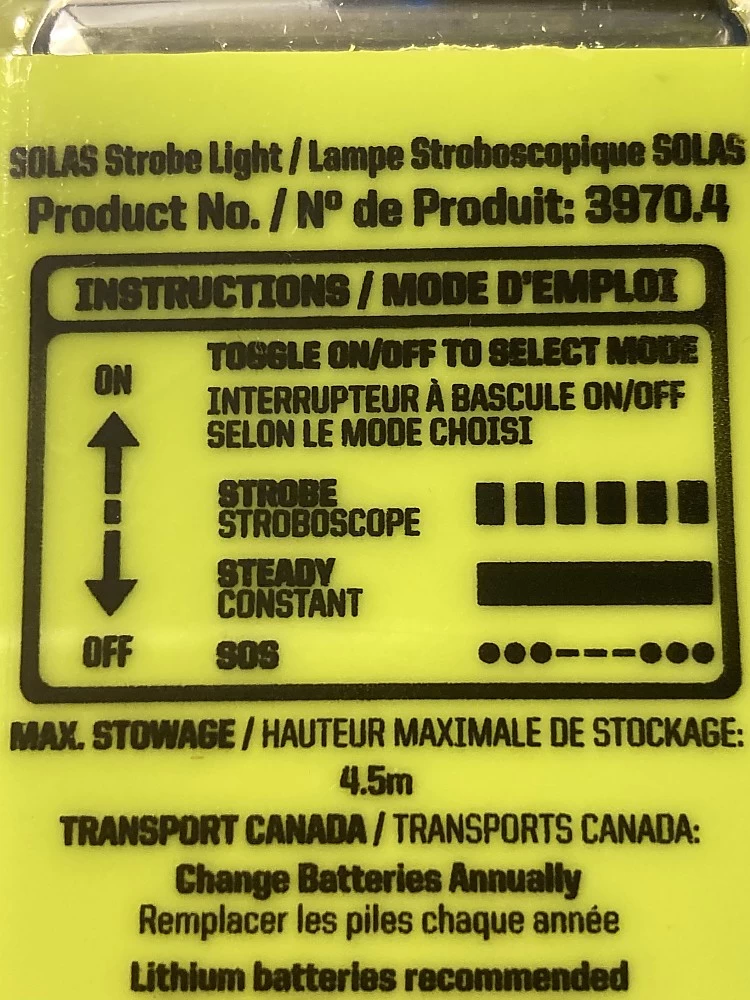 SOLAS Strobe Light / Lampe Stroboscopique SOLAS
Product No. / Nº de Produit: 3970.4
INSTRUCTIONS / MODE D'EMPLOI
ON
TOGGLE ON/OFF TO SELECT MODE
INTERRUPTEUR À BASCULE ON/OFF
SELON LE MODE CHOISI
STROBE
STROBOSCOPE
STEADY
CONSTANT
OFF
SOS
MAX. STOWAGE / HAUTEUR MAXIMALE DE STOCKAGE:
4.5m
TRANSPORT CANADA / TRANSPORTS CANADA:
Change Batteries Annually
Remplacer les piles chaque année
Lithium batteries recommended